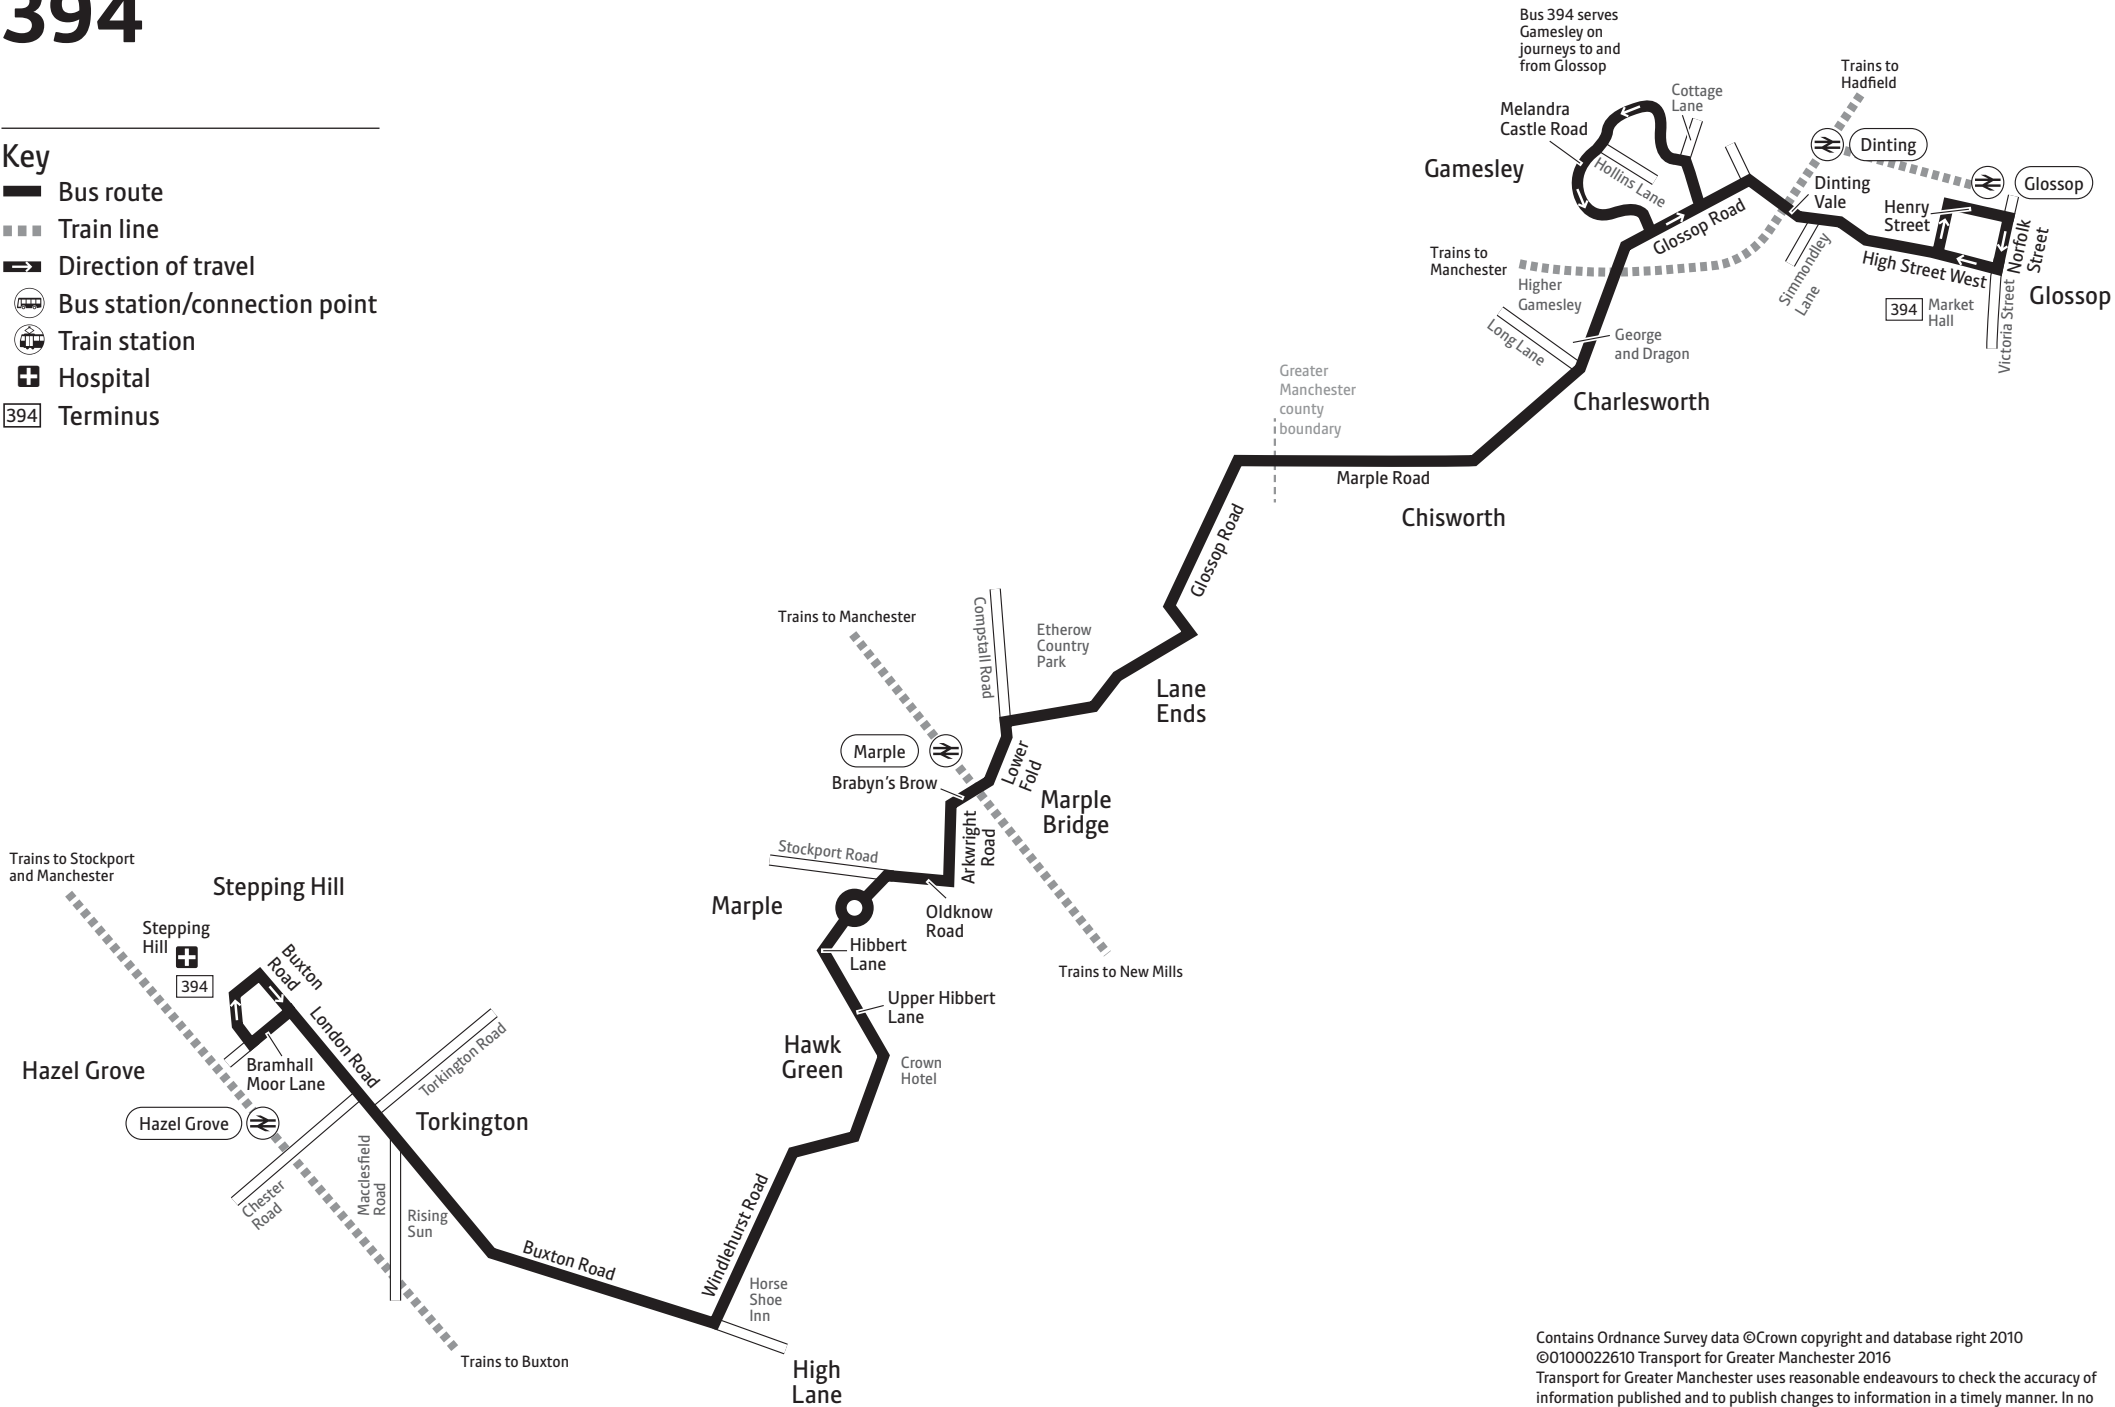 394
Key
Bus route
Train line
Direction of travel
Bus station/connection point
Train station
Hospital
394 Terminus
Bus 394 serves
Gamesley on
journeys to and
from Glossop
Trains to
Hadfield
Cottage
Lane
Melandra
Castle Road
Dinting
Gamesley
Hollins Lane
Glossop
Dinting
Vale
Henry
Street
Norfolk
Street
Glossop Road
Trains to
Manchester
Simmondley
Lane
High Street West
Higher
Gamesley
Glossop
394
Market
Hall
Victoria Street
Long Lane
George
and Dragon
Charlesworth
Greater
Manchester
county
boundary
Marple Road
Chisworth
Glossop Road
Trains to Manchester
Compstall Road
Etherow
Country
Park
Lane
Ends
Marple
Brabyn's Brow
Lower
Fold
Marple
Bridge
Arkwright
Road
Stockport Road
Marple
Oldknow
Road
Hibbert
Lane
Trains to New Mills
Upper Hibbert
Lane
Hawk
Green
Crown
Hotel
Trains to Stockport
and Manchester
Stepping Hill
Stepping
Hill
394
Buxton
Road
London Road
Torkington Road
Hazel Grove
Bramhall
Moor Lane
Hazel Grove
Torkington
Chester
Road
Macclesfield
Road
Rising
Sun
Buxton Road
Windlehurst Road
Horse
Shoe
Inn
Trains to Buxton
High
Lane
Contains Ordnance Survey data ©Crown copyright and database right 2010
©0100022610 Transport for Greater Manchester 2016
Transport for Greater Manchester uses reasonable endeavours to check the accuracy of
information published and to publish changes to information in a timely manner. In no